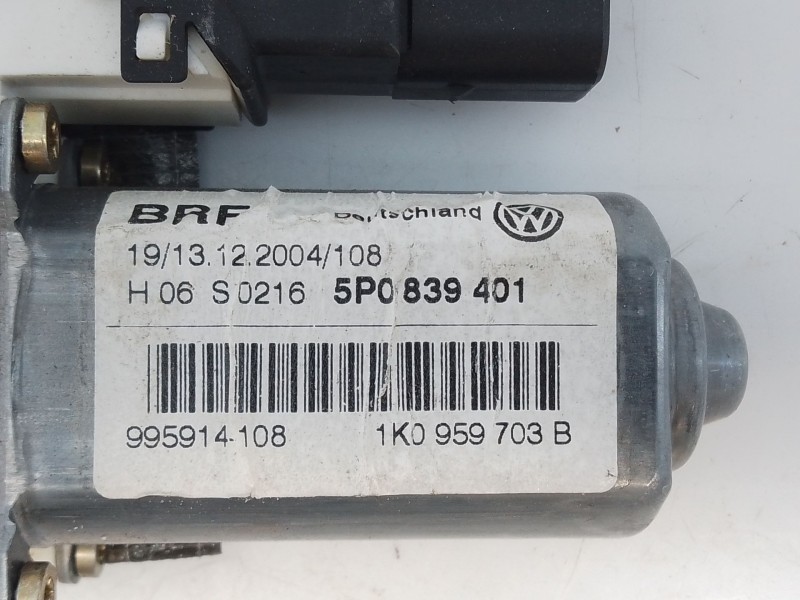 BRF Deutschland
19/13.12.2004/108
H 06 S 0216 5P0 839 401
995914-108 1K0 959 703 B